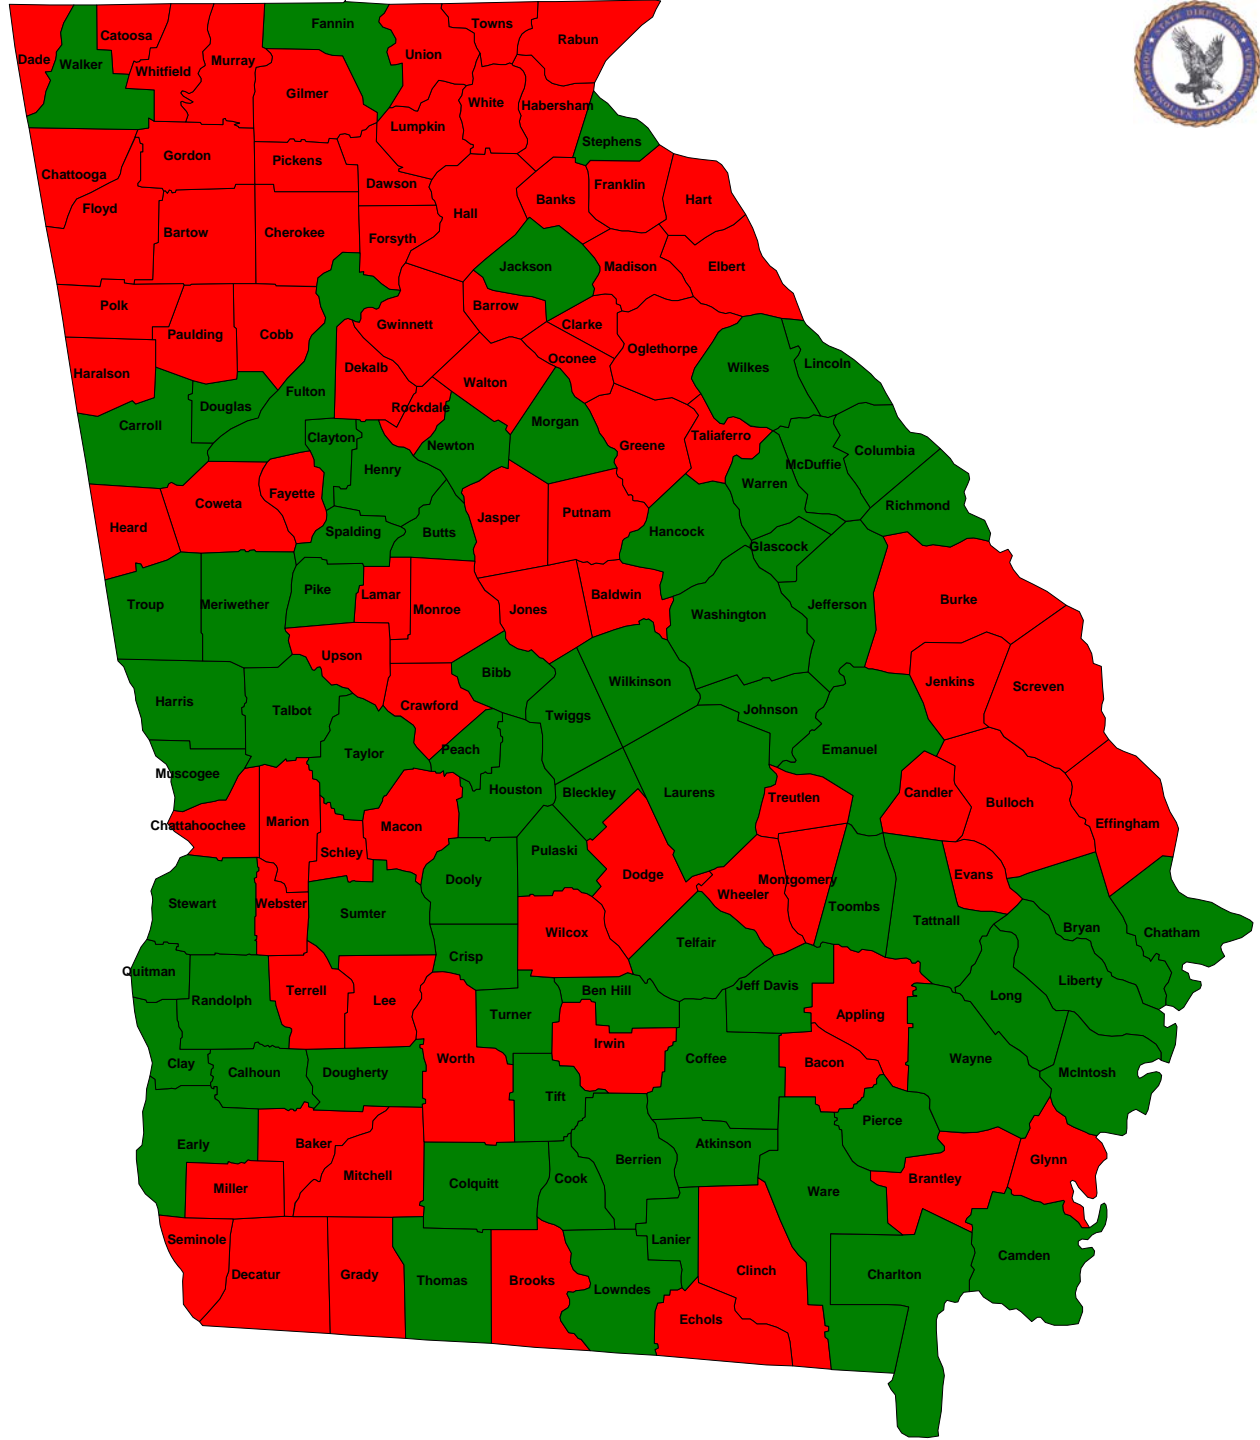 Fannin
Towns
Rabun
Catoosa
Union
Dade
Walker
Whitfield
Murray
Gilmer
White
Habersham
Lumpkin
Stephens
Gordon
Pickens
Chattooga
Dawson
Franklin
Banks
Hart
Floyd
Hall
Bartow
Cherokee
Forsyth
Jackson
Madison
Elbert
Polk
Barrow
Paulding
Cobb
Gwinnett
Clarke
Oglethorpe
Oconee
Haralson
Dekalb
Wilkes
Lincoln
Walton
Fulton
Douglas
Rockdale
Carroll
Morgan
Clayton
Newton
Greene
Taliaferro
Columbia
Henry
McDuffie
Warren
Coweta
Fayette
Richmond
Heard
Jasper
Putnam
Spalding
Butts
Hancock
Glascock
Troup
Meriwether
Pike
Lamar
Monroe
Jones
Baldwin
Washington
Jefferson
Burke
Upson
Bibb
Wilkinson
Jenkins
Screven
Harris
Talbot
Crawford
Twiggs
Johnson
Taylor
Peach
Emanuel
Muscogee
Houston
Bleckley
Laurens
Treutlen
Candler
Bulloch
Chattahoochee
Marion
Macon
Effingham
Schley
Pulaski
Dooly
Dodge
Wheeler
Montgomery
Evans
Stewart
Webster
Sumter
Toombs
Tattnall
Wilcox
Telfair
Bryan
Chatham
Crisp
Quitman
Randolph
Terrell
Lee
Ben Hill
Jeff Davis
Liberty
Long
Turner
Appling
Irwin
Clay
Calhoun
Dougherty
Worth
Coffee
Bacon
Wayne
McIntosh
Tift
Early
Baker
Pierce
Atkinson
Mitchell
Berrien
Glynn
Miller
Colquitt
Cook
Ware
Brantley
Seminole
Lanier
Decatur
Grady
Thomas
Brooks
Lowndes
Clinch
Charlton
Camden
Echols
NATIONAL ASSOC. ★ STATE DIRECTORS ★ VETERAN AFFAIRS